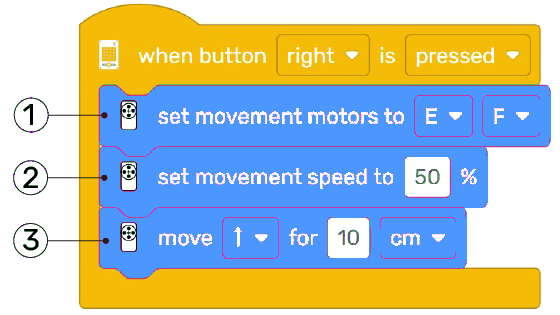 when button right is pressed
1 set movement motors to E F
2 set movement speed to 50 %
3 move ↑ for 10 cm